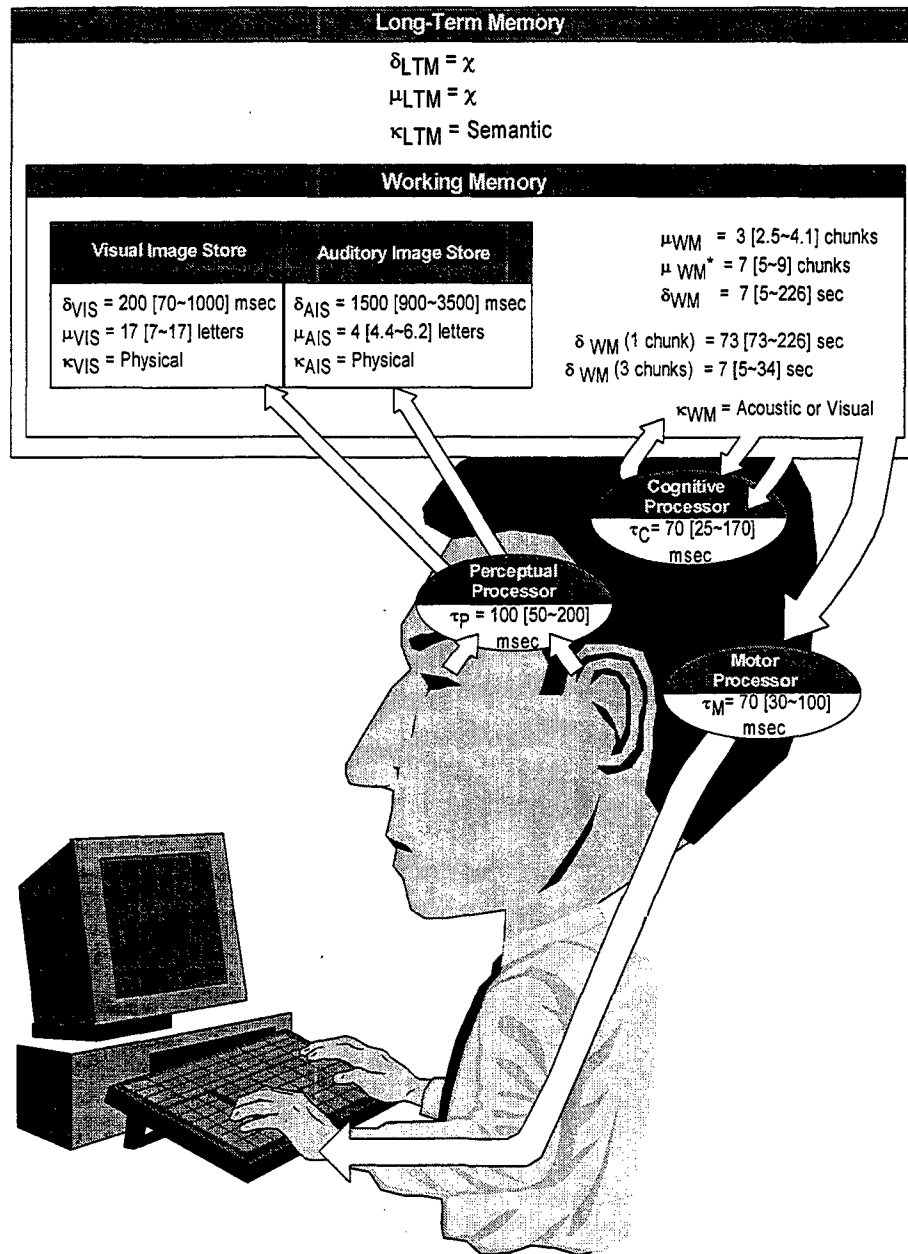 Long-Term Memory
δLTM = χ
μLTM = χ
κLTM = Semantic
Working Memory
Visual Image Store
δVIS = 200 [70~1000] msec
μVIS = 17 [7~17] letters
κVIS = Physical
Auditory Image Store
δAIS = 1500 [900~3500] msec
μAIS = 4 [4.4~6.2] letters
κAIS = Physical
μWM = 3 [2.5~4.1] chunks
μWM* = 7 [5~9] chunks
δWM = 7 [5~226] sec
δWM (1 chunk) = 73 [73~226] sec
δWM (3 chunks) = 7 [5~34] sec
κWM = Acoustic or Visual
Cognitive
Processor
τC= 70 [25~170]
msec
Perceptual
Processor
τP = 100 [50~200]
msec
Motor
Processor
τM= 70 [30~100]
msec